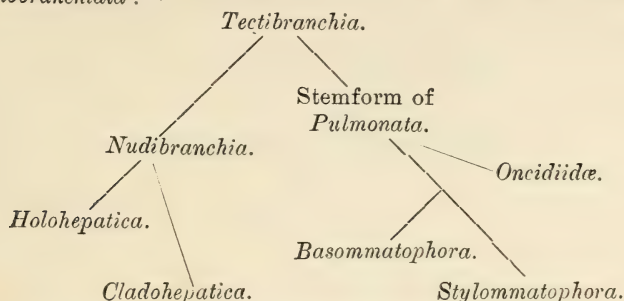 Tectibranchia.
Stemform of
Pulmonata.
Nudibranchia.
Oncidiidæ.
Holohepatica.
Basommatophora.
Cladohepatica.
Stylommatophora.